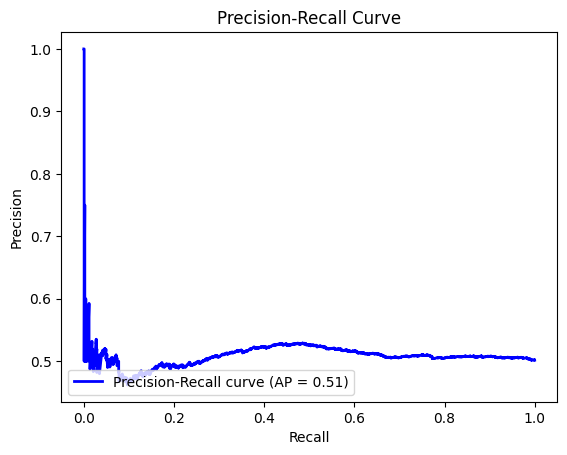 Precision-Recall Curve
Precision
1.0
0.9
0.8
0.7
0.6
0.5
Precision-Recall curve (AP = 0.51)
0.0 0.2 0.4 0.6 0.8 1.0
Recall